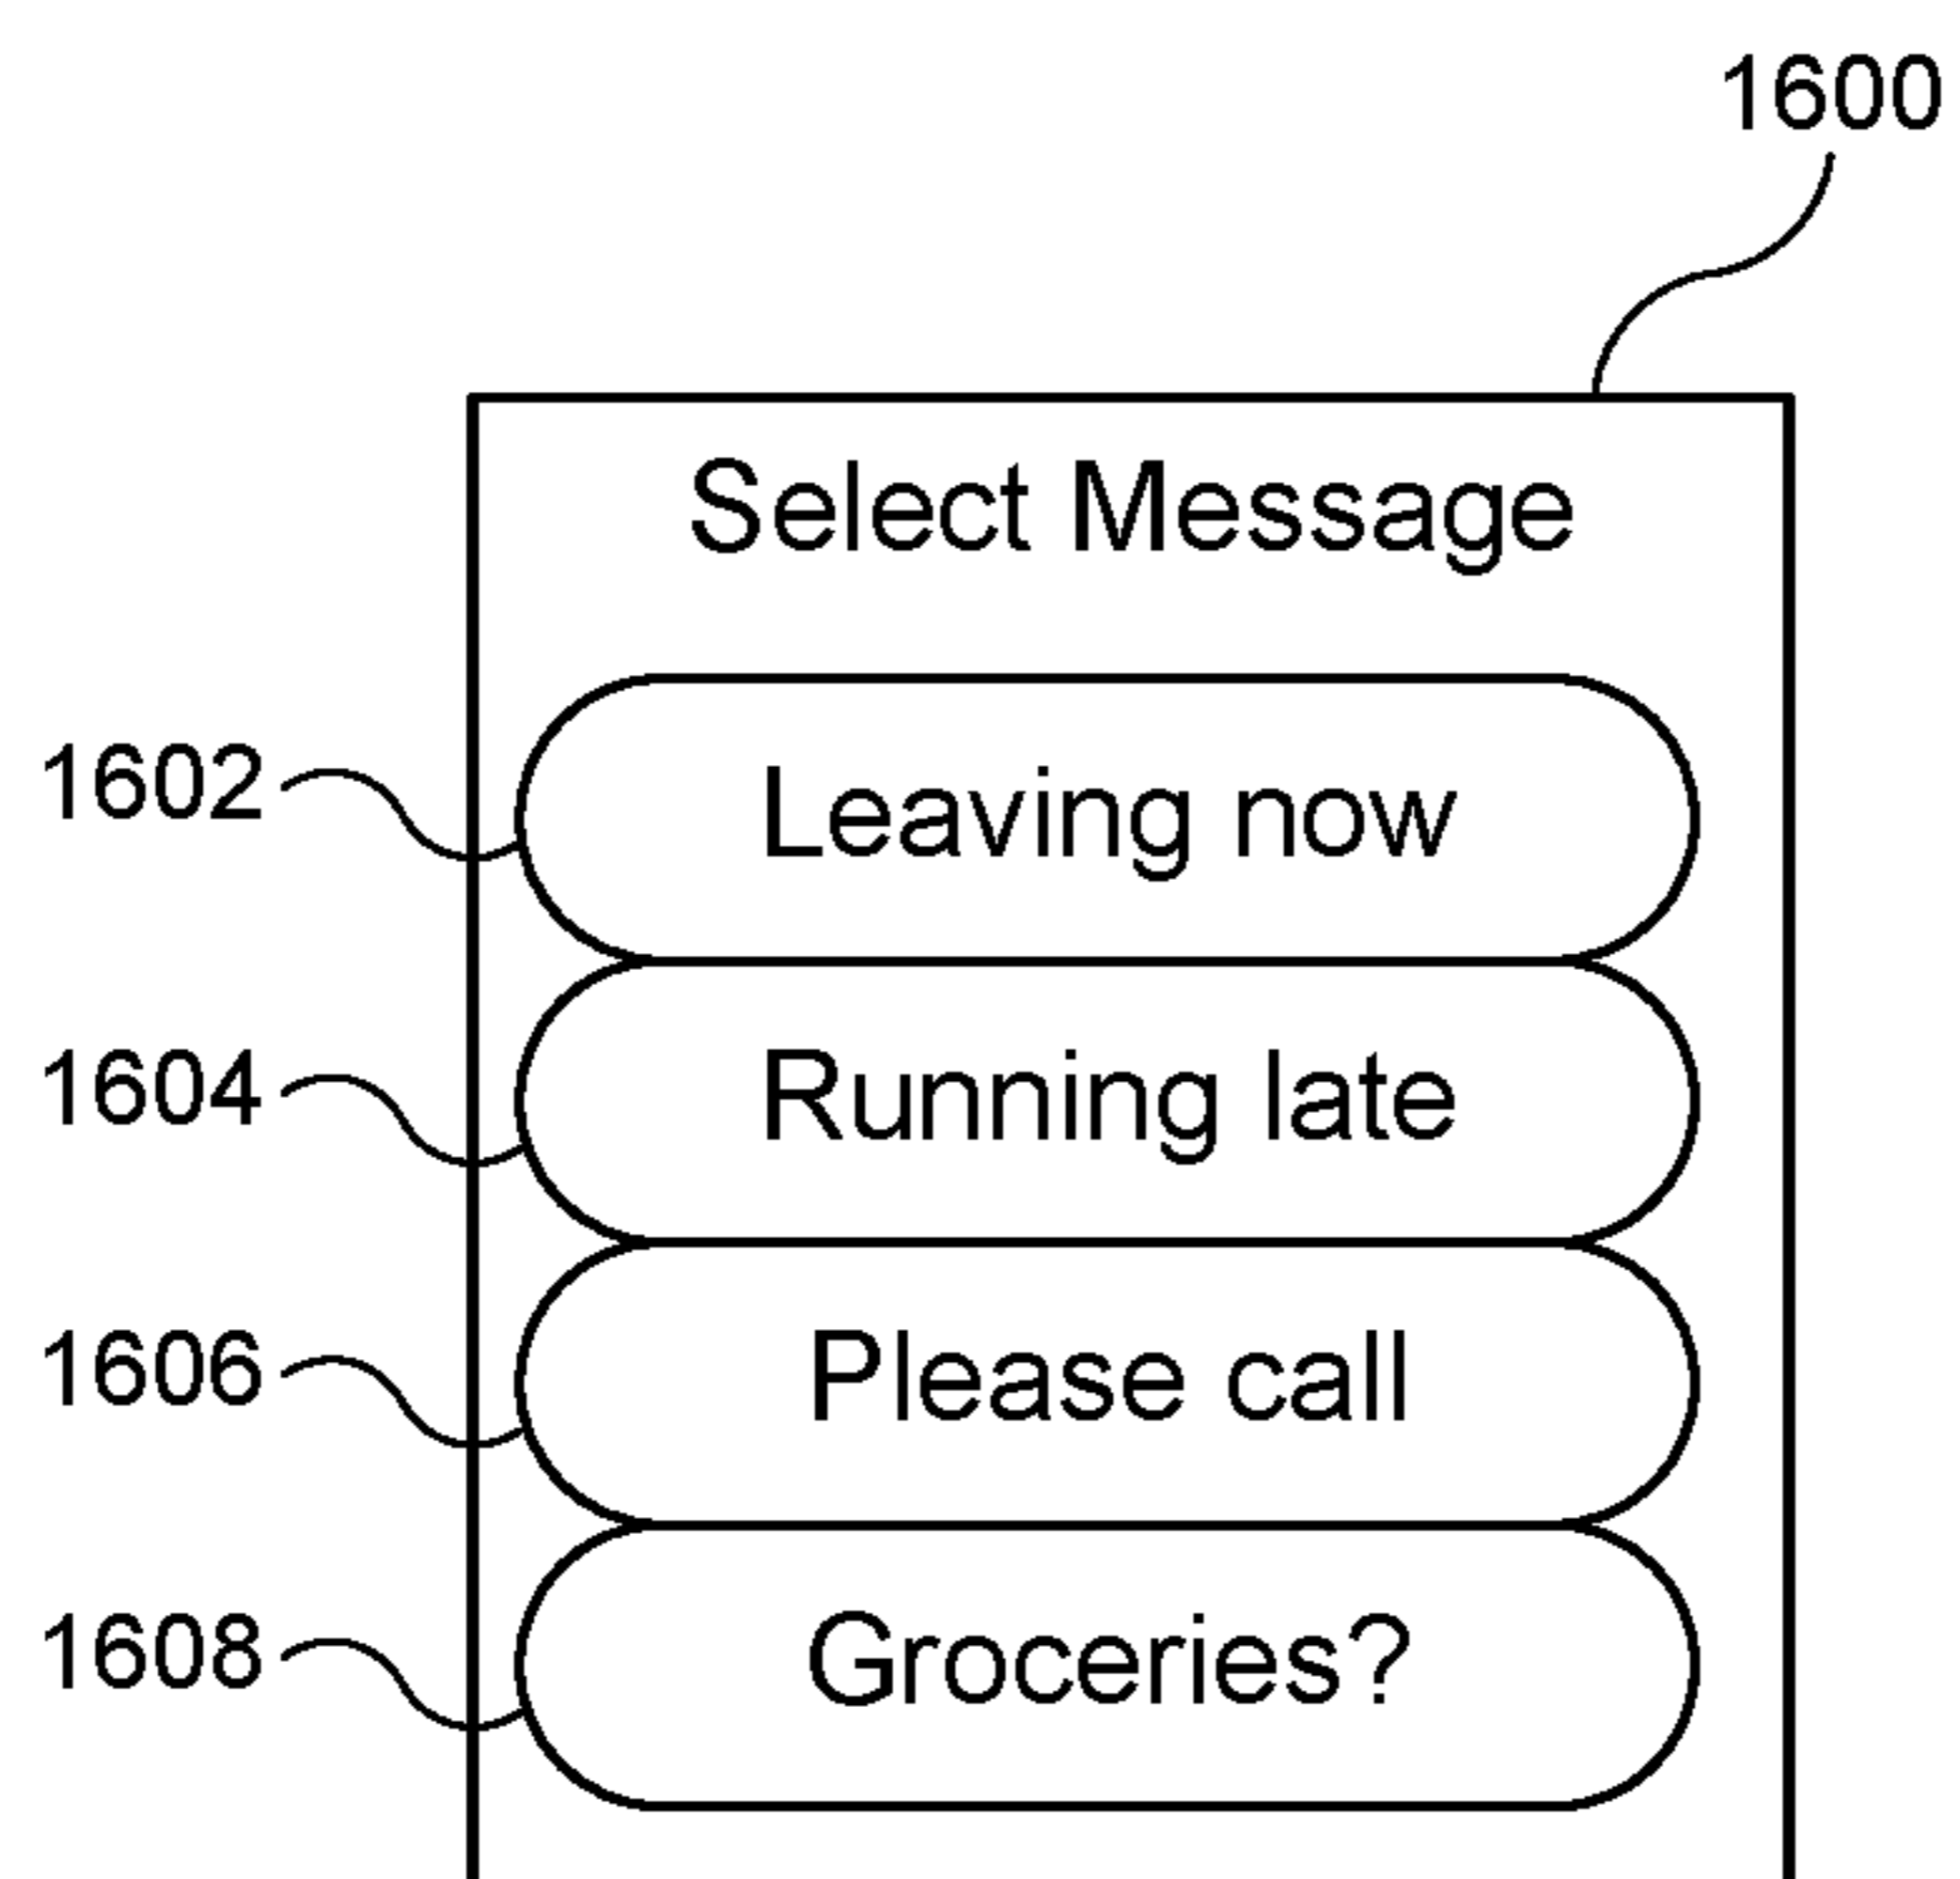 1600
Select Message
1602 Leaving now
1604 Running late
1606 Please call
1608 Groceries?